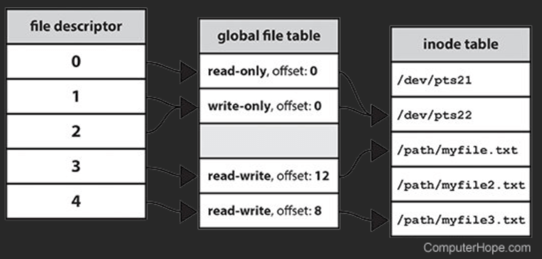 file descriptor
0
1
2
3
4
global file table
read-only, offset: 0
write-only, offset: 0
read-write, offset: 12
read-write, offset: 8
inode table
/dev/pts21
/dev/pts22
/path/myfile.txt
/path/myfile2.txt
/path/myfile3.txt
ComputerHope.com